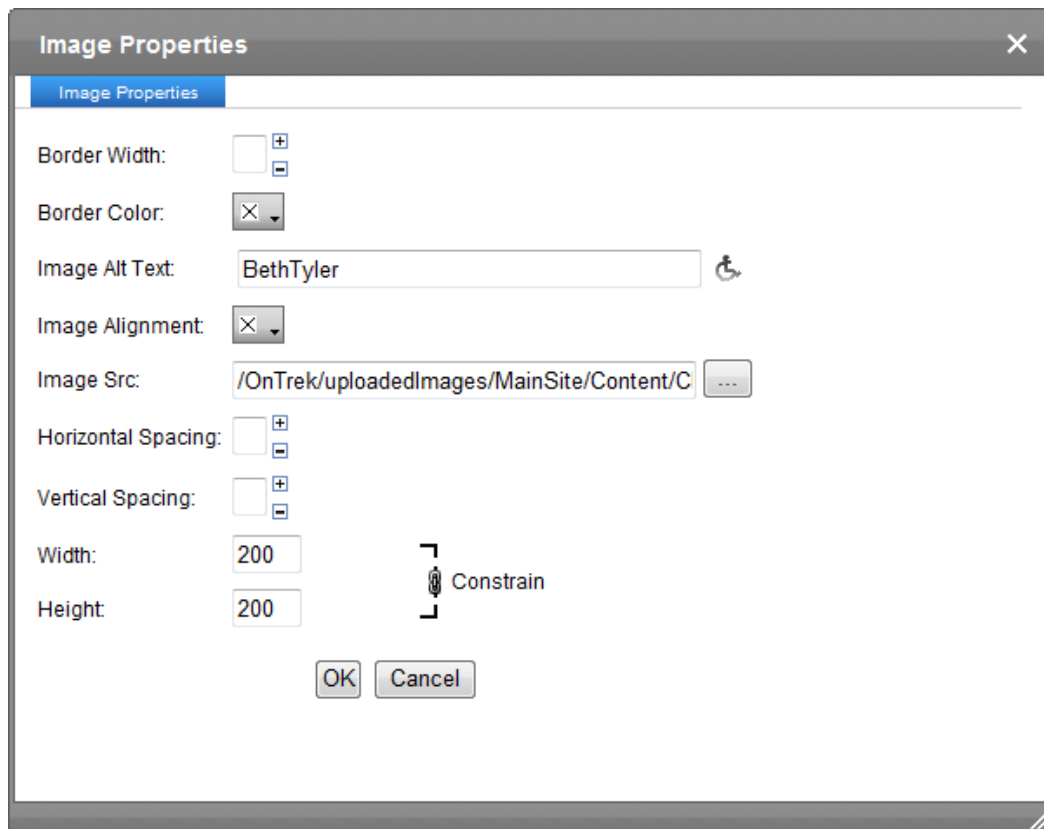 Image Properties
Image Properties
Border Width:
Border Color:
Image Alt Text: BethTyler
Image Alignment:
Image Src: /OnTrek/uploadedImages/MainSite/Content/C ...
Horizontal Spacing:
Vertical Spacing:
Width: 200
Constrain
Height: 200
OK Cancel